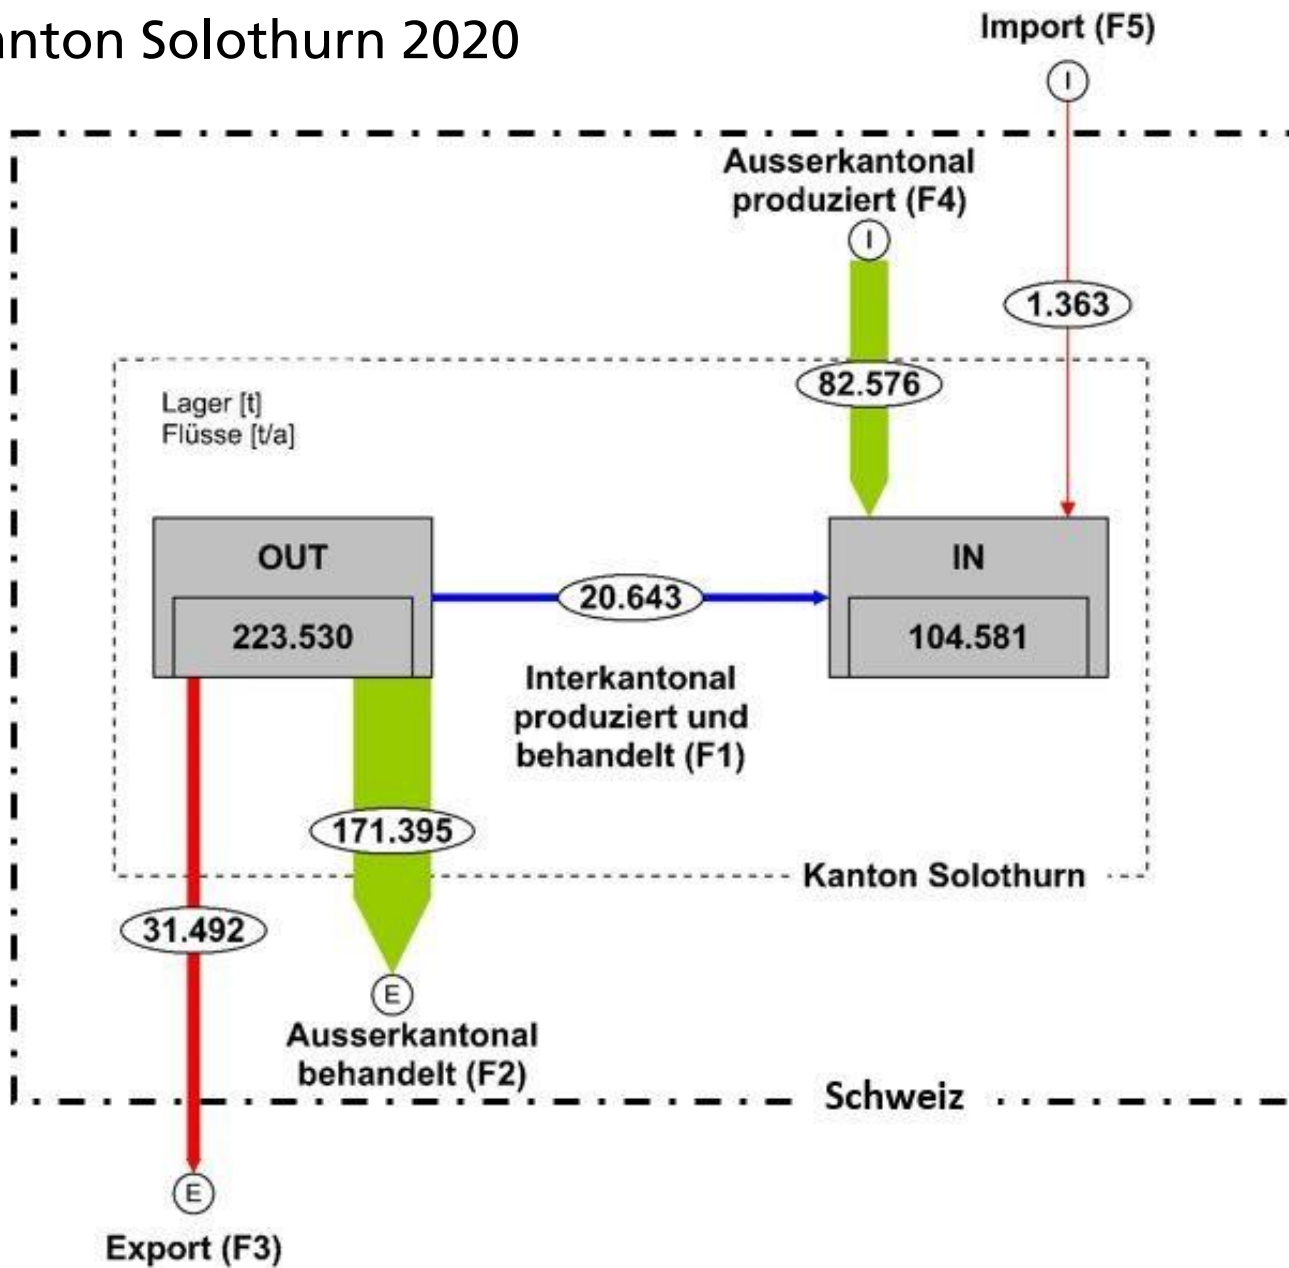 anton Solothurn 2020
Import (F5)
I
Ausserkantonal
produziert (F4)
I
1.363
82.576
Lager [t]
Flüsse [t/a]
OUT
223.530
20.643
IN
104.581
Interkantonal
produziert und
behandelt (F1)
171.395
Kanton Solothurn
31.492
E
Ausserkantonal
behandelt (F2)
Schweiz
E
Export (F3)